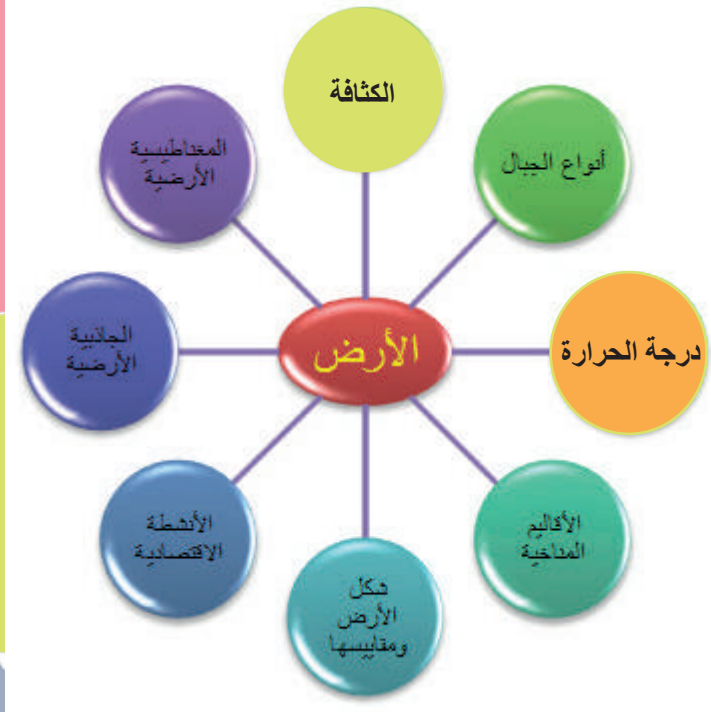 الكثافة
أنواع الجبال
درجة الحرارة
الأقاليم
المناخية
شكل
الأرض
ومقاييسها
الأنشطة
الاقتصادية
الجاذبية
الأرضية
المغناطيسية
الأرضية
الأرض